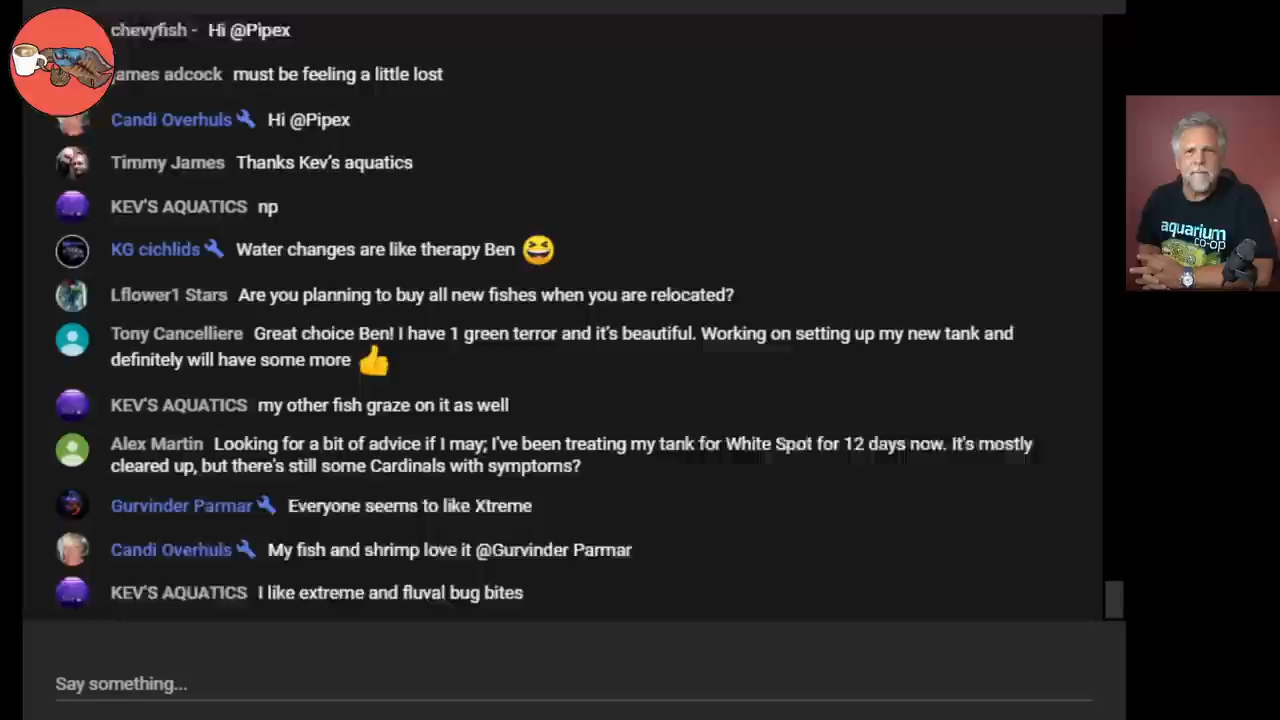 chevyfish - Hi @Pipex
james adcock must be feeling a little lost
Candi Overhuls Hi @Pipex
Timmy James Thanks Kev's aquatics
KEV'S AQUATICS np
KG cichlids Water changes are like therapy Ben 😆
Lflower1 Stars Are you planning to buy all new fishes when you are relocated?
Tony Cancelliere Great choice Ben! I have 1 green terror and it's beautiful. Working on setting up my new tank and
definitely will have some more 👍
KEV'S AQUATICS my other fish graze on it as well
Alex Martin Looking for a bit of advice if I may; I've been treating my tank for White Spot for 12 days now. It's mostly
cleared up, but there's still some Cardinals with symptoms?
Gurvinder Parmar Everyone seems to like Xtreme
Candi Overhuls My fish and shrimp love it @Gurvinder Parmar
KEV'S AQUATICS I like extreme and fluval bug bites
Say something...
aquarium
co-op